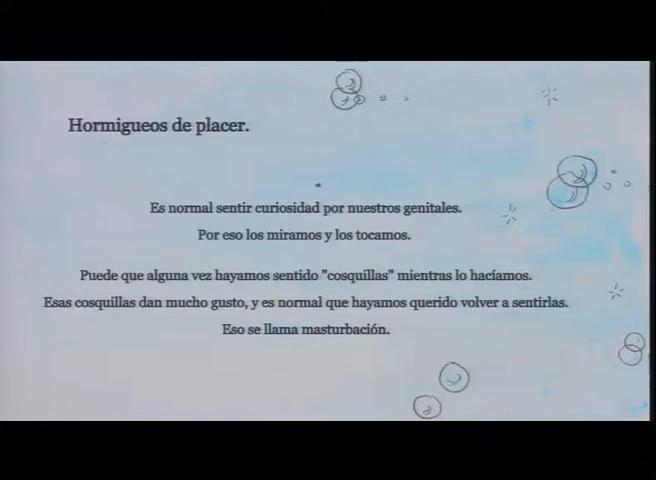 Hormigueos de placer.
Es normal sentir curiosidad por nuestros genitales.
Por eso los miramos y los tocamos.
Puede que alguna vez hayamos sentido "cosquillas" mientras lo hacíamos.
Esas cosquillas dan mucho gusto, y es normal que hayamos querido volver a sentirlas.
Eso se llama masturbación.